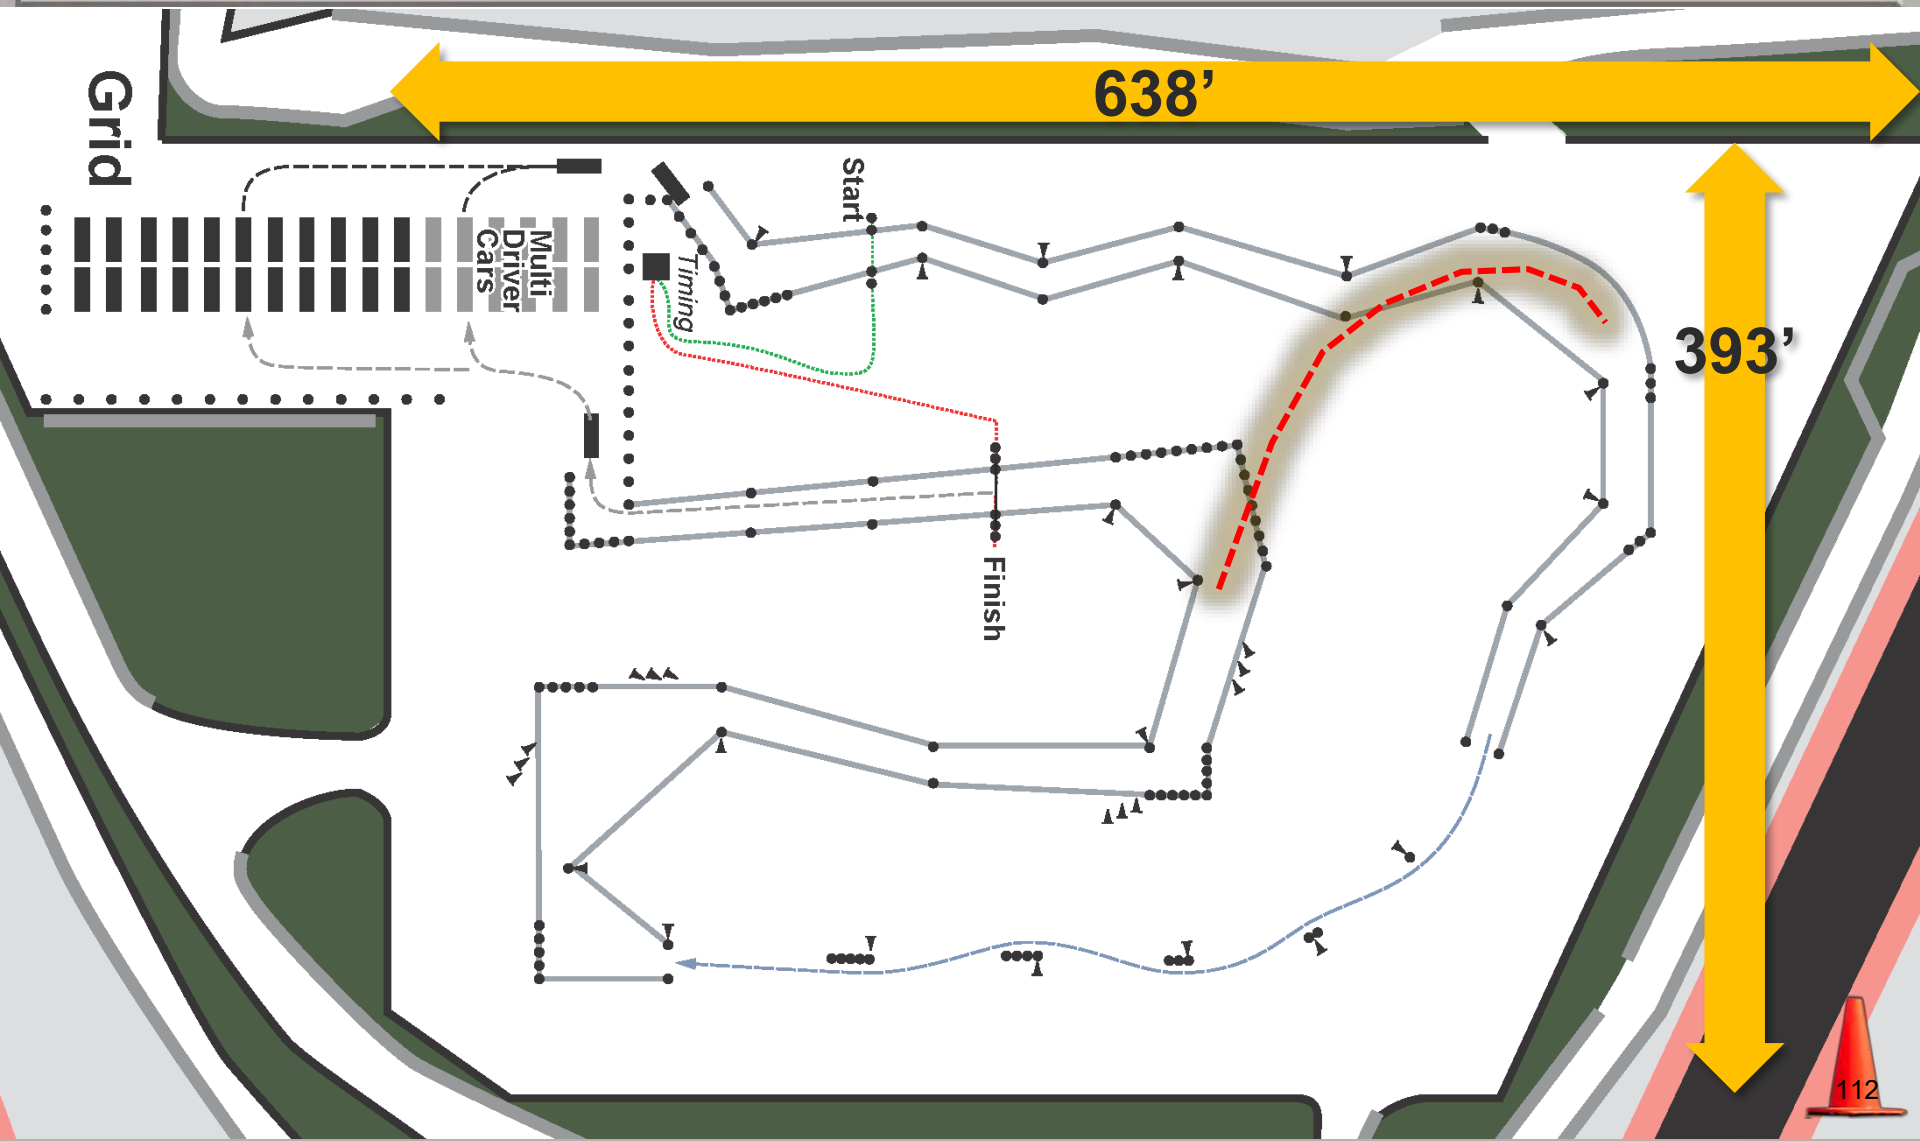 638’
Grid
Start
Multi
Driver
Cars
Timing
393’
Finish
112